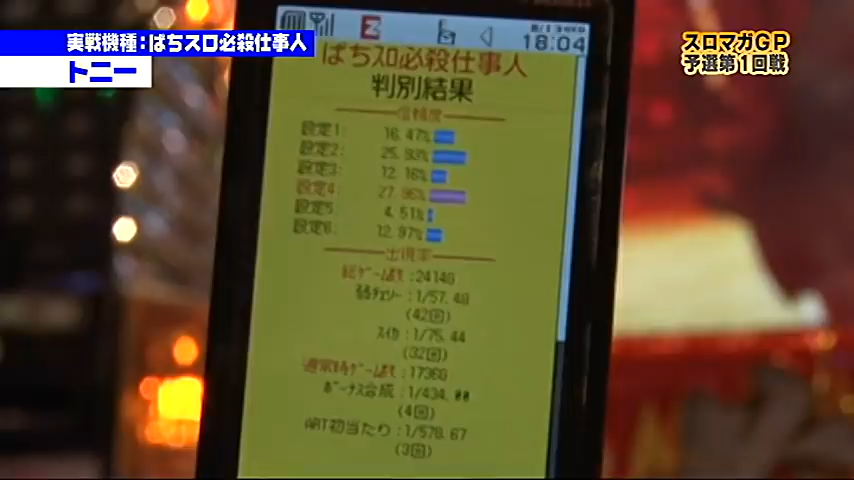 実戦機種：ぱちスロ必殺仕事人
トニー
スロマガGP
予選第1回戦
18:04
ぱちスロ必殺仕事人
判別結果
信頼度
設定1: 16.47%
設定2: 25.93%
設定3: 12.16%
設定4: 27.96%
設定5: 4.51%
設定6: 12.97%
出現率
総ゲーム数:2414G
弱チェリー:1/57.48
(42回)
スイカ:1/75.44
(32回)
通常時ゲーム数:1736G
ボーナス合成:1/434.00
(4回)
ART初当たり:1/578.67
(3回)